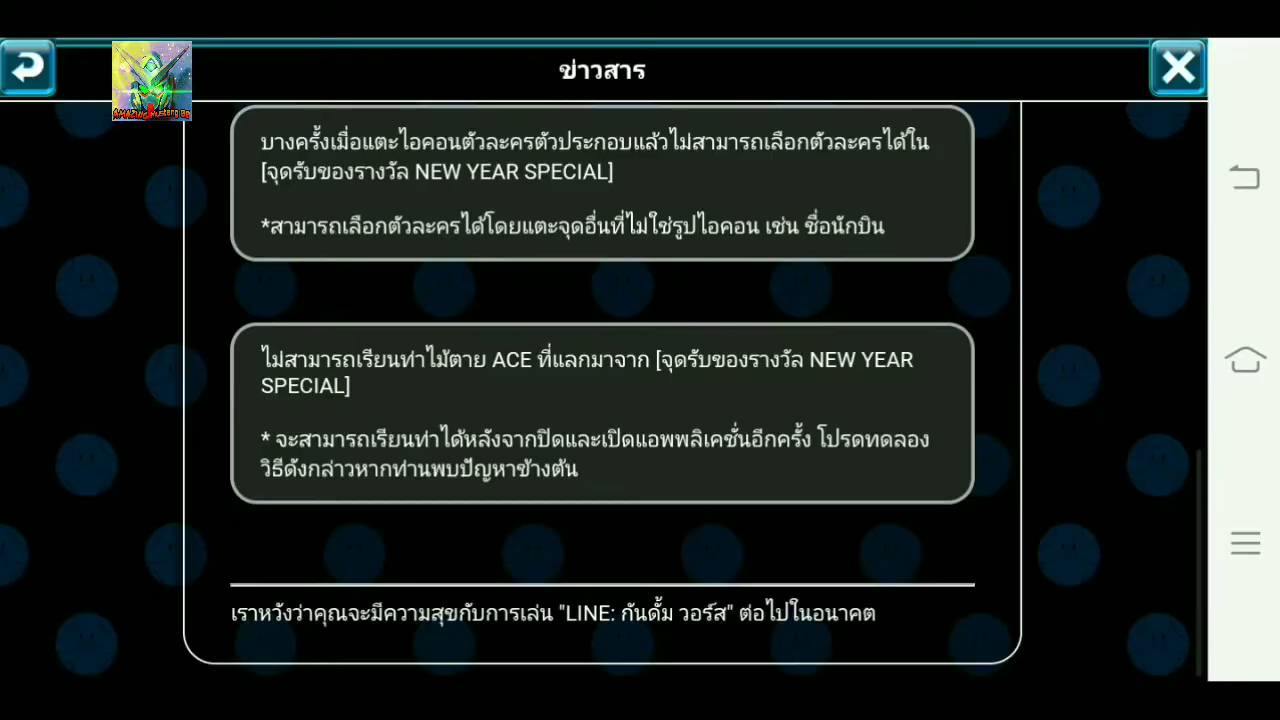 ข่าวสาร
AMAZING Mustang BB
บางครั้งเมื่อแตะไอคอนตัวละครตัวประกอบแล้วไม่สามารถเลือกตัวละครได้ใน
[จุดรับของรางวัล NEW YEAR SPECIAL]
*สามารถเลือกตัวละครได้โดยแตะจุดอื่นที่ไม่ใช่รูปไอคอน เช่น ชื่อนักบิน
ไม่สามารถเรียนท่าไม้ตาย ACE ที่แลกมาจาก [จุดรับของรางวัล NEW YEAR
SPECIAL]
* จะสามารถเรียนท่าได้หลังจากปิดและเปิดแอพพลิเคชั่นอีกครั้ง โปรดทดลอง
วิธีดังกล่าวหากท่านพบปัญหาข้างต้น
เราหวังว่าคุณจะมีความสุขกับการเล่น "LINE: กันดั้ม วอร์ส" ต่อไปในอนาคต